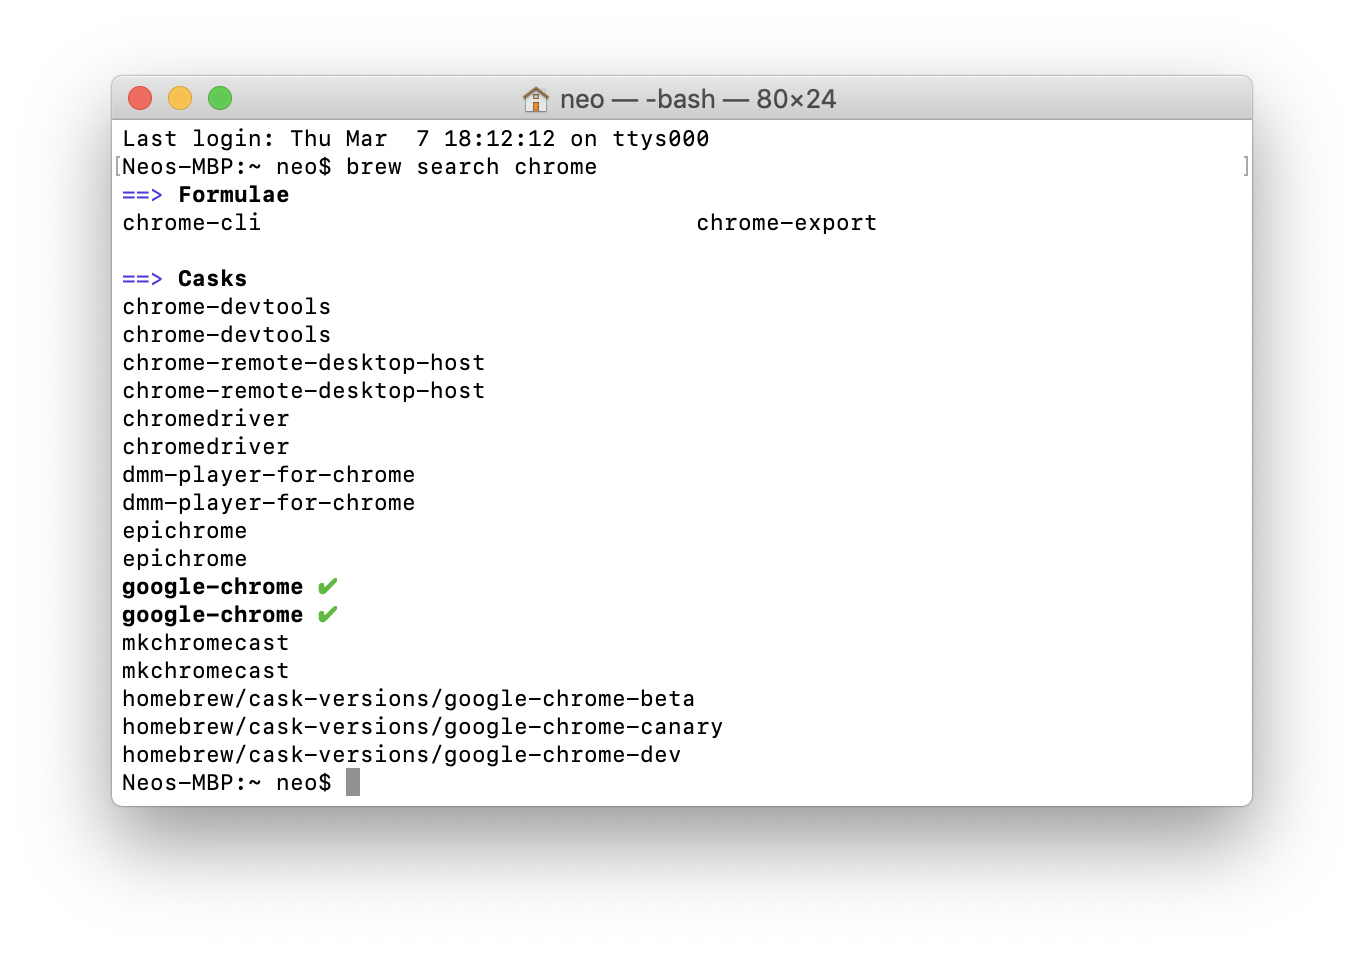 neo — -bash — 80×24
Last login: Thu Mar  7 18:12:12 on ttys000
[Neos-MBP:~ neo$ brew search chrome ]
==> Formulae
chrome-cli                               chrome-export
==> Casks
chrome-devtools
chrome-devtools
chrome-remote-desktop-host
chrome-remote-desktop-host
chromedriver
chromedriver
dmm-player-for-chrome
dmm-player-for-chrome
epichrome
epichrome
google-chrome ✔
google-chrome ✔
mkchromecast
mkchromecast
homebrew/cask-versions/google-chrome-beta
homebrew/cask-versions/google-chrome-canary
homebrew/cask-versions/google-chrome-dev
Neos-MBP:~ neo$